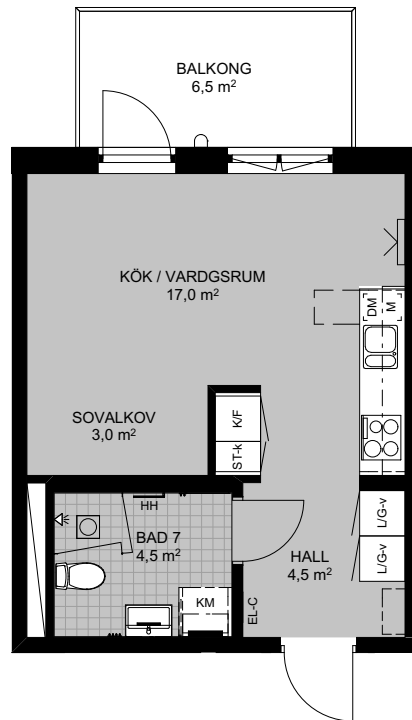 BALKONG
6,5 m²
KÖK / VARDGSRUM
17,0 m²
DM
M
SOVALKOV
3,0 m²
K/F
ST-k
HH
BAD 7
4,5 m²
KM
EL-C
HALL
4,5 m²
L/G-v
L/G-v